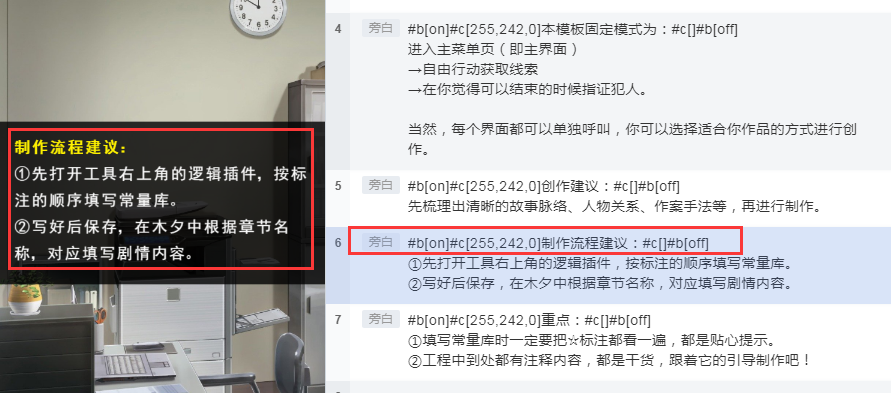 制作流程建议：
①先打开工具右上角的逻辑插件，按标
注的顺序填写常量库。
②写好后保存，在木夕中根据章节名
称，对应填写剧情内容。
4 旁白 #b[on]#c[255,242,0]本模板固定模式为：#c[]#b[off]
进入主菜单页（即主界面）
→自由行动获取线索
→在你觉得可以结束的时候指证犯人。
当然，每个界面都可以单独呼叫，你可以选择适合你作品的方式进行创
作。
5 旁白 #b[on]#c[255,242,0]创作建议：#c[]#b[off]
先梳理出清晰的故事脉络、人物关系、作案手法等，再进行制作。
6 旁白 #b[on]#c[255,242,0]制作流程建议：#c[]#b[off]
①先打开工具右上角的逻辑插件，按标注的顺序填写常量库。
②写好后保存，在木夕中根据章节名称，对应填写剧情内容。
7 旁白 #b[on]#c[255,242,0]重点：#c[]#b[off]
①填写常量库时一定要把☆标注都看一遍，都是贴心提示。
②工程中到处都有注释内容，都是干货，跟着它的引导制作吧！